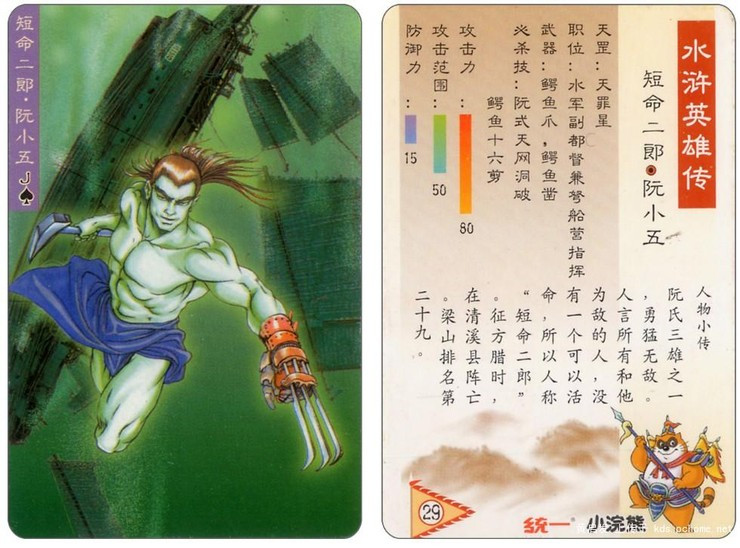 短命二郎·阮小五
J♠
水浒英雄传
短命二郎·阮小五
天罡：天罪星
职位：水军副都督兼弩船营指挥
武器：鳄鱼爪，鳄鱼凿
必杀技：阮式天网洞破
鳄鱼十六剪
攻击力：80
攻击范围：50
防御力：15
人物小传
阮氏三雄之一
，勇猛无敌。
人言所有和他
为敌的人，没
有一个可以活
命，所以人称
“短命二郎”
。征方腊时，
在清溪县阵亡
。梁山排名第
二十九。
29
统一 小浣熊
kds.pchome.net